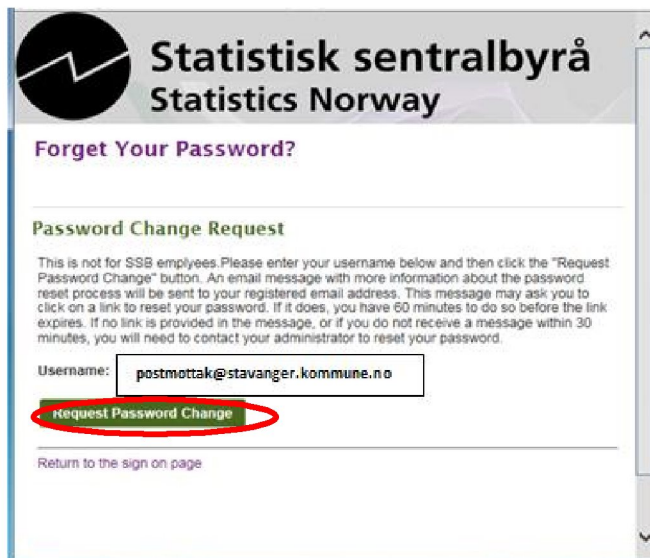 Statistisk sentralbyrå
Statistics Norway
Forget Your Password?
Password Change Request
This is not for SSB emplyees.Please enter your username below and then click the "Request
Password Change" button. An email message with more information about the password
reset process will be sent to your registered email address. This message may ask you to
click on a link to reset your password. If it does, you have 60 minutes to do so before the link
expires. If no link is provided in the message, or if you do not receive a message within 30
minutes, you will need to contact your administrator to reset your password.
Username: postmottak@stavanger.kommune.no
Request Password Change
Return to the sign on page